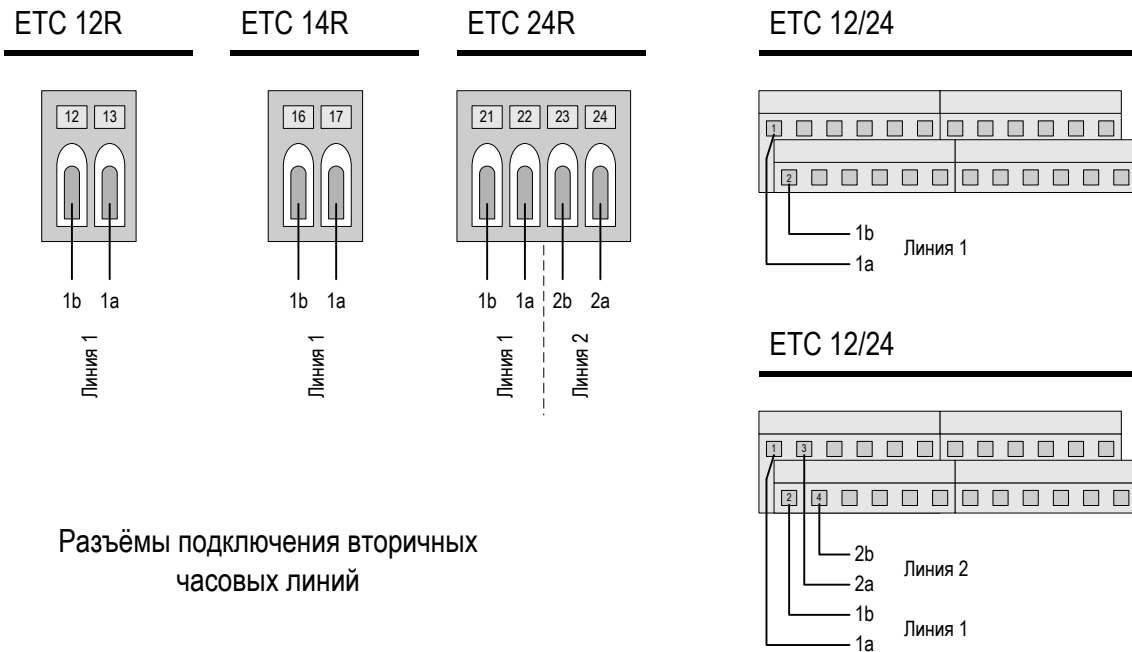 ETC 12R
ETC 14R
ETC 24R
ETC 12/24
12 13
16 17
21 22 23 24
1b 1a
1b 1a
1b 1a 2b 2a
Линия 1
Линия 1
Линия 1
Линия 2
1
2
1b
1a
Линия 1
ETC 12/24
1 3
2 4
2b
2a
Линия 2
1b
1a
Линия 1
Разъёмы подключения вторичных
часовых линий